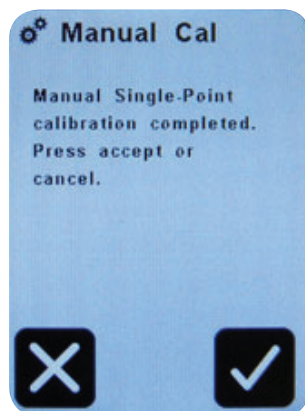 Manual Cal
Manual Single-Point
calibration completed.
Press accept or
cancel.